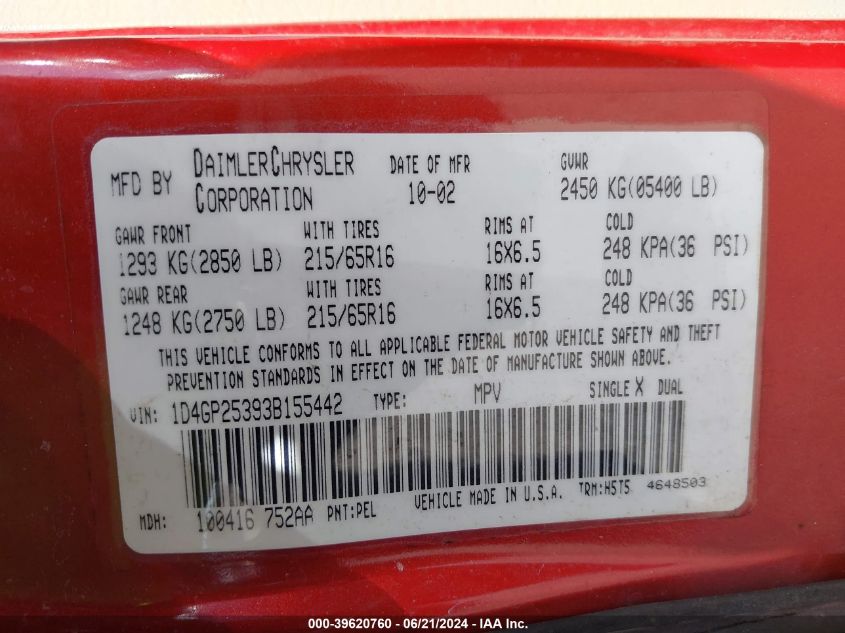 MFD BY DAIMLERCHRYSLER CORPORATION DATE OF MFR 10-02 GVWR 2450 KG(05400 LB)
GAWR FRONT WITH TIRES RIMS AT COLD
1293 KG(2850 LB) 215/65R16 16X6.5 248 KPA(36 PSI)
GAWR REAR WITH TIRES RIMS AT COLD
1248 KG(2750 LB) 215/65R16 16X6.5 248 KPA(36 PSI)
THIS VEHICLE CONFORMS TO ALL APPLICABLE FEDERAL MOTOR VEHICLE SAFETY AND THEFT
PREVENTION STANDARDS IN EFFECT ON THE DATE OF MANUFACTURE SHOWN ABOVE.
VIN: 1D4GP25393B155442 TYPE: MPV SINGLE X DUAL
VEHICLE MADE IN U.S.A. TRM:H5T5 4648503
MDH: 100416 752AA PNT:PEL
000-39620760 - 06/21/2024 - IAA Inc.